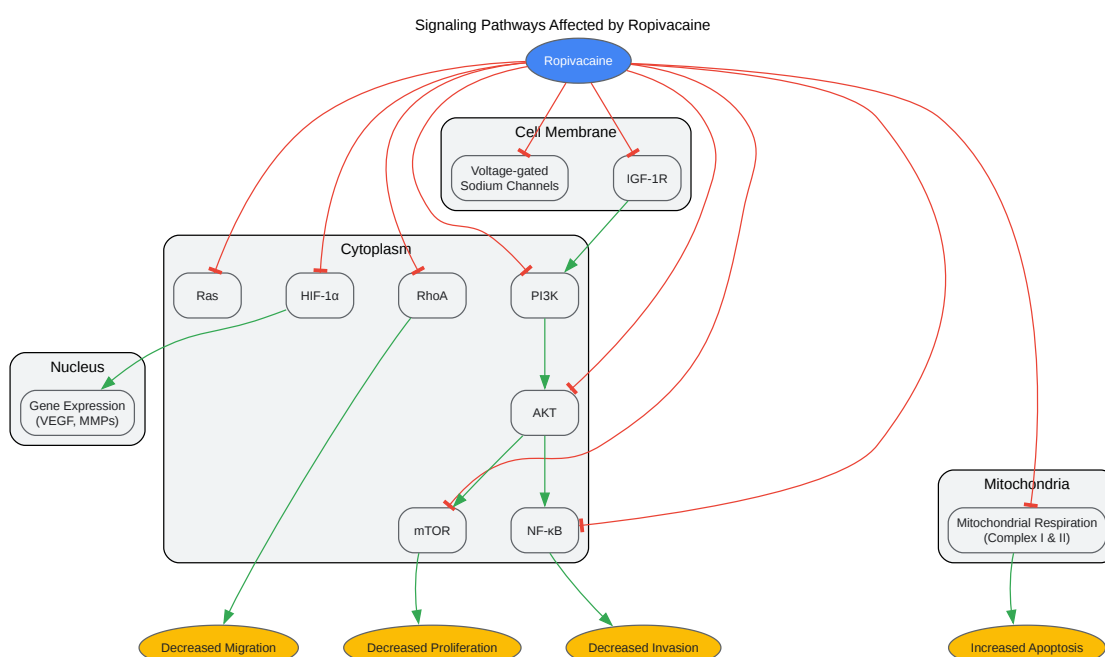 Signaling Pathways Affected by Ropivacaine
Ropivacaine
Cell Membrane
Voltage-gated
Sodium Channels
IGF-1R
Cytoplasm
Ras
HIF-1α
RhoA
PI3K
Nucleus
Gene Expression
(VEGF, MMPs)
AKT
Mitochondria
mTOR
NF-κB
Mitochondrial Respiration
(Complex I & II)
Decreased Migration
Decreased Proliferation
Decreased Invasion
Increased Apoptosis